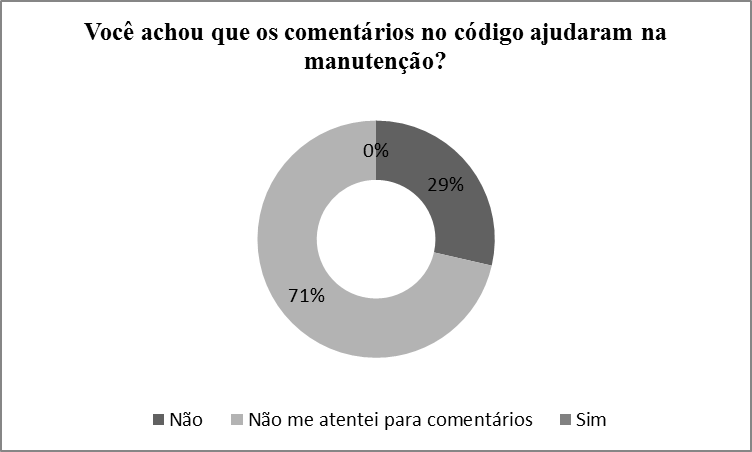 Você achou que os comentários no código ajudaram na
manutenção?
0%
29%
71%
Não
Não me atentei para comentários
Sim